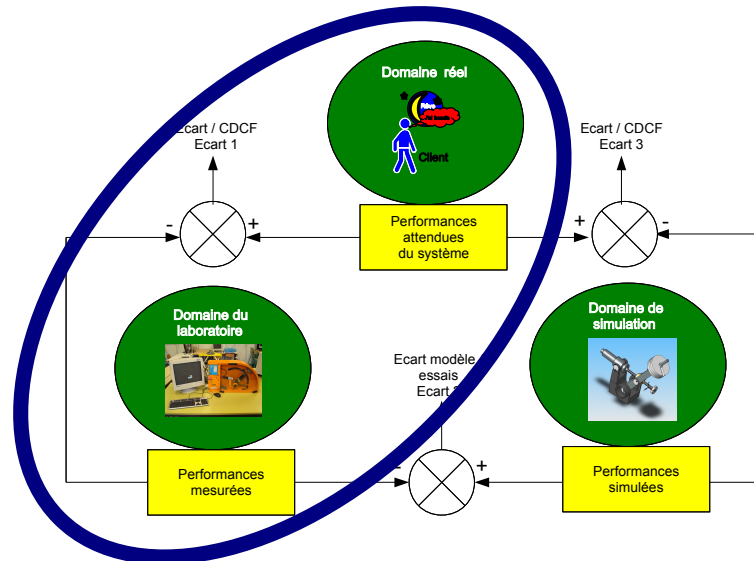 Domaine réel
Rêve
Client
Ecart / CDCF
Ecart 1
Ecart / CDCF
Ecart 3
-
+
+
-
Performances
attendues
du système
Domaine du
laboratoire
Domaine de
simulation
Ecart modèle
essais
Ecart
Performances
mesurées
-
+
Performances
simulées